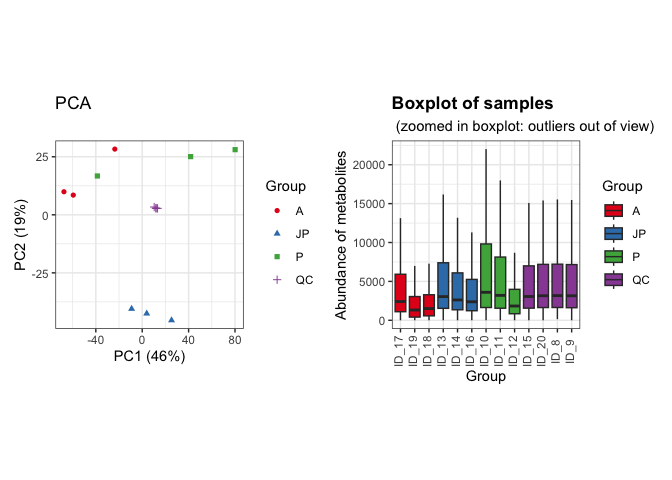 PCA
25
0
-25
-40
0
40
80
PC1 (46%)
PC2 (19%)
Group
A
JP
P
QC
Boxplot of samples
(zoomed in boxplot: outliers out of view)
20000
15000
10000
5000
0
Abundance of metabolites
ID_17
ID_19
ID_18
ID_13
ID_14
ID_16
ID_10
ID_11
ID_12
ID_15
ID_20
ID_8
ID_9
Group
Group
A
JP
P
QC